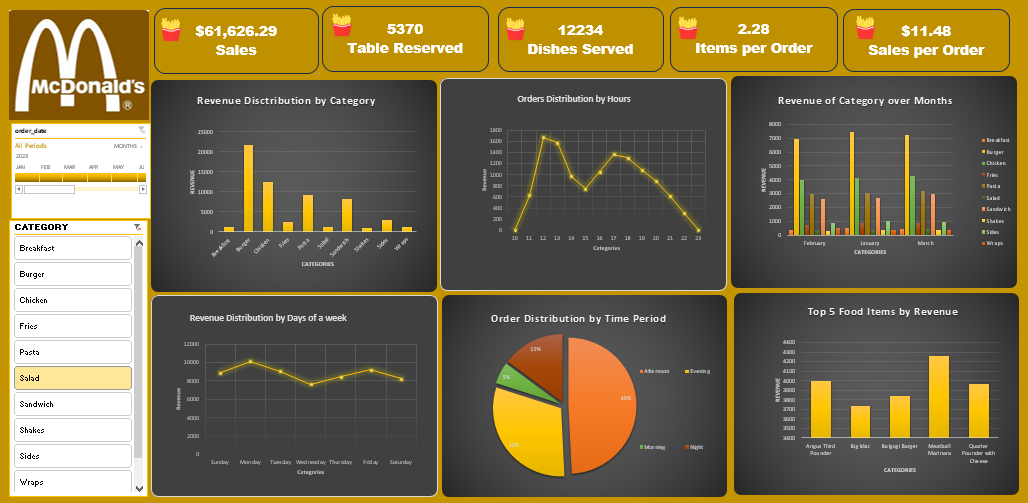 McDonald's
®
$61,626.29
Sales
5370
Table Reserved
12234
Dishes Served
2.28
Items per Order
$11.48
Sales per Order
order_date
All Periods
MONTHS
2023
JAN FEB MAR APR MAY JU
CATEGORY
Breakfast
Burger
Chicken
Fries
Pasta
Salad
Sandwich
Shakes
Sides
Wraps
Revenue Disctribution by Category
REVENUE
25000
20000
15000
10000
5000
0
Breakfast Burger Chicken Fries Pasta Salad Sandwich Shakes Sides Wraps
CATEGORIES
Orders Distribution by Hours
Revenue
1800
1600
1400
1200
1000
800
600
400
200
0
10 11 12 13 14 15 16 17 18 19 20 21 22 23
Categories
Revenue of Category over Months
REVENUE
8000
7000
6000
5000
4000
3000
2000
1000
0
February January March
CATEGORIES
Breakfast
Burger
Chicken
Fries
Pasta
Salad
Sandwich
Shakes
Sides
Wraps
Revenue Distribution by Days of a week
Revenue
12000
10000
8000
6000
4000
2000
0
Sunday Monday Tuesday Wednesday Thursday Friday Saturday
Categories
Order Distribution by Time Period
15%
5%
Afternoon
Evening
Morning
Night
Top 5 Food Items by Revenue
REVENUE
4400
4300
4200
4100
4000
3900
3800
3700
3600
3500
3400
Angus Third Pounder
Big Mac
Bulgogi Burger
Meatball Marinara
Quarter Pounder with Cheese
CATEGORIES